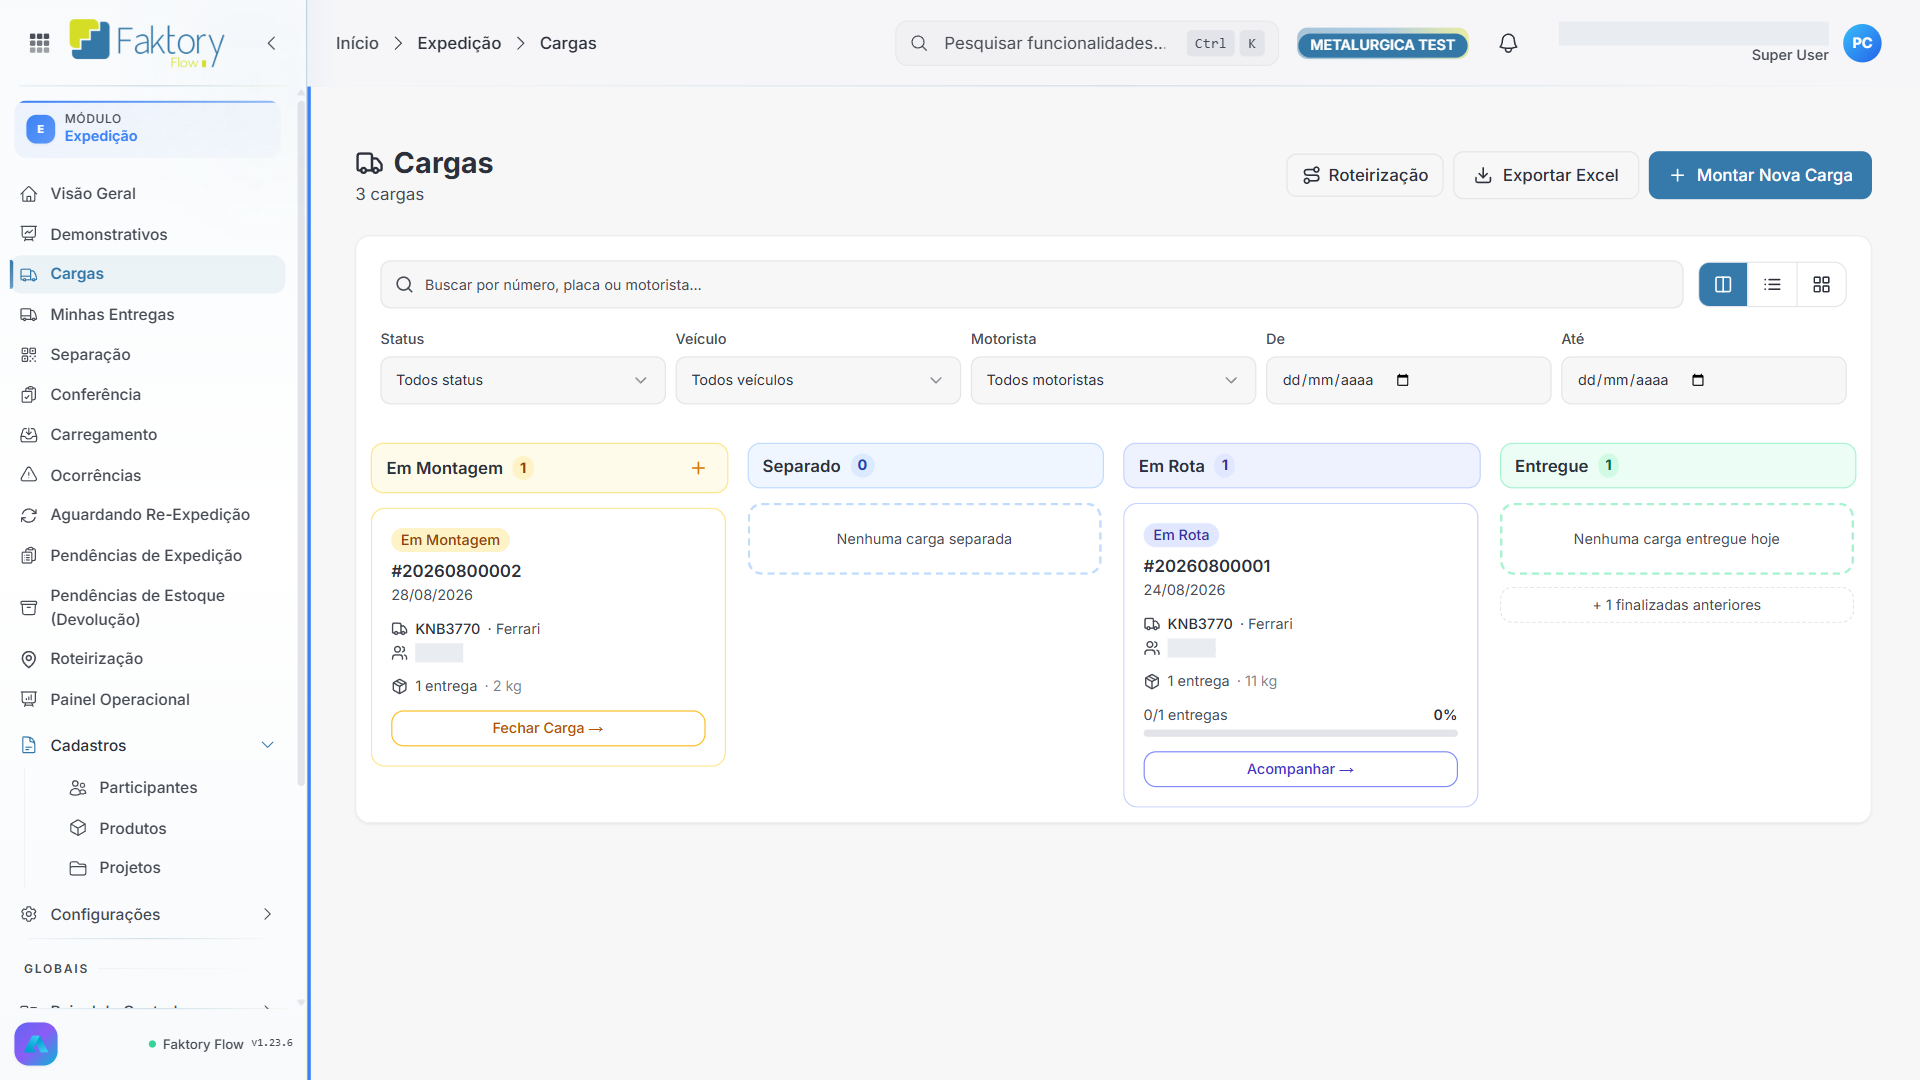 Faktory
Flow
MÓDULO
E
Expedição
Visão Geral
Demonstrativos
Cargas
Minhas Entregas
Separação
Conferência
Carregamento
Ocorrências
Aguardando Re-Expedição
Pendências de Expedição
Pendências de Estoque
(Devolução)
Roteirização
Painel Operacional
Cadastros
Participantes
Produtos
Projetos
Configurações
GLOBAIS
Faktory Flow v1.23.6
Início > Expedição > Cargas
Pesquisar funcionalidades... Ctrl K
METALURGICA TEST
Super User
PC
Cargas
3 cargas
Roteirização
Exportar Excel
+ Montar Nova Carga
Buscar por número, placa ou motorista...
Status Veículo Motorista De Até
Todos status Todos veículos Todos motoristas dd/mm/aaaa dd/mm/aaaa
Em Montagem 1 +
Em Montagem
#20260800002
28/08/2026
KNB3770 · Ferrari
1 entrega · 2 kg
Fechar Carga →
Separado 0
Nenhuma carga separada
Em Rota 1
Em Rota
#20260800001
24/08/2026
KNB3770 · Ferrari
1 entrega · 11 kg
0/1 entregas 0%
Acompanhar →
Entregue 1
Nenhuma carga entregue hoje
+ 1 finalizadas anteriores